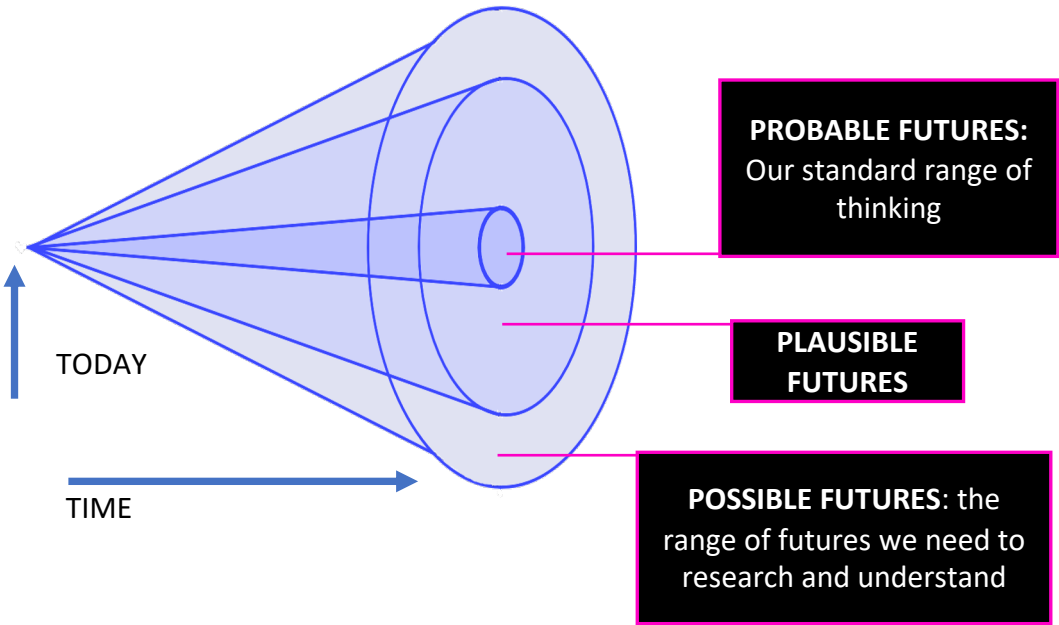 PROBABLE FUTURES:
Our standard range of
thinking
TODAY
PLAUSIBLE
FUTURES
TIME
POSSIBLE FUTURES: the
range of futures we need to
research and understand